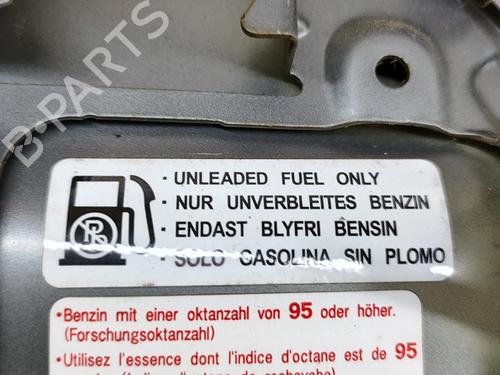 B-PARTS
· UNLEADED FUEL ONLY
· NUR UNVERBLEITES BENZIN
· ENDAST BLYFRI BENSIN
· SOLO GASOLINA SIN PLOMO
•Benzin mit einer oktanzahl von 95 oder höher.
(Forschungsoktanzahl)
•Utilisez l'essence dont l'indice d'octane est de 95